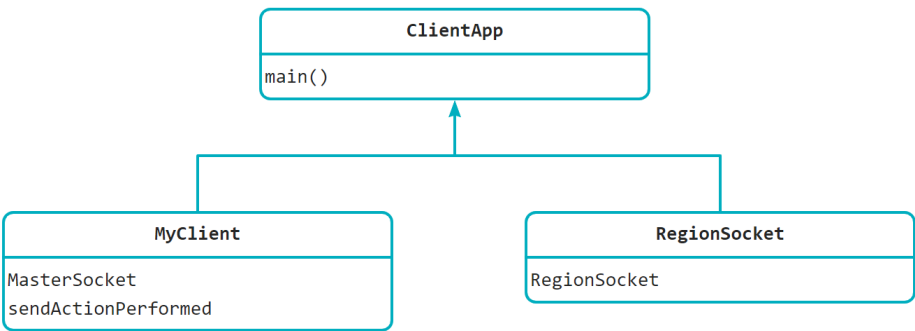 ClientApp
main()
MyClient
MasterSocket
sendActionPerformed
RegionSocket
RegionSocket